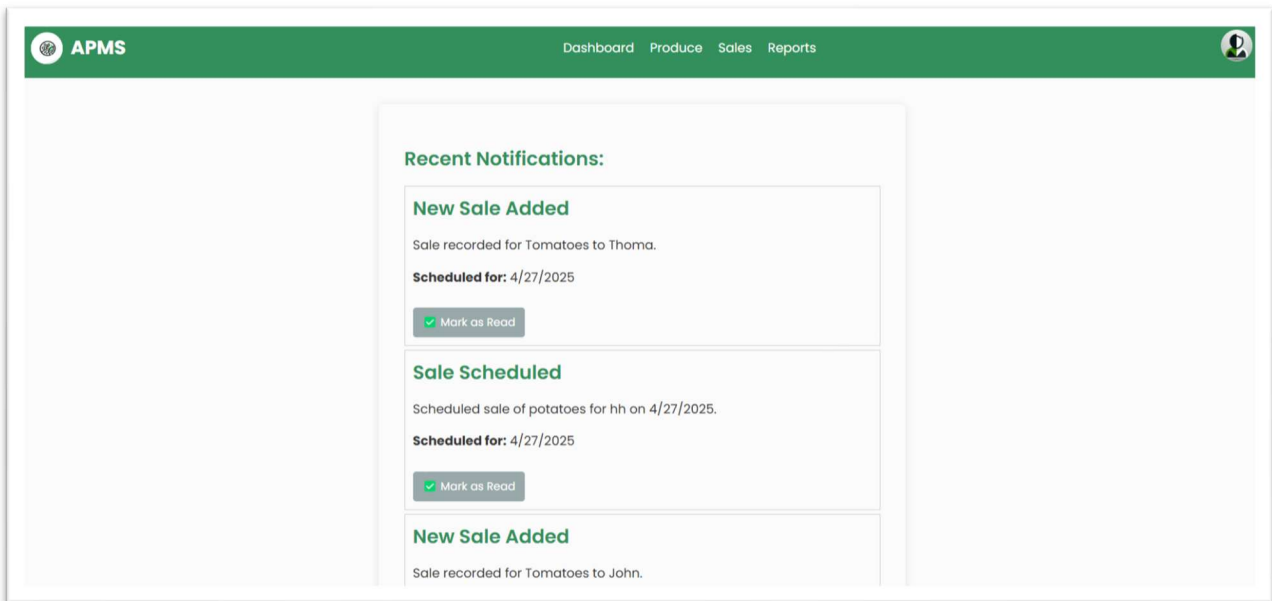 APMS
Dashboard Produce Sales Reports
Recent Notifications:
New Sale Added
Sale recorded for Tomatoes to Thoma.
Scheduled for: 4/27/2025
✅ Mark as Read
Sale Scheduled
Scheduled sale of potatoes for hh on 4/27/2025.
Scheduled for: 4/27/2025
✅ Mark as Read
New Sale Added
Sale recorded for Tomatoes to John.